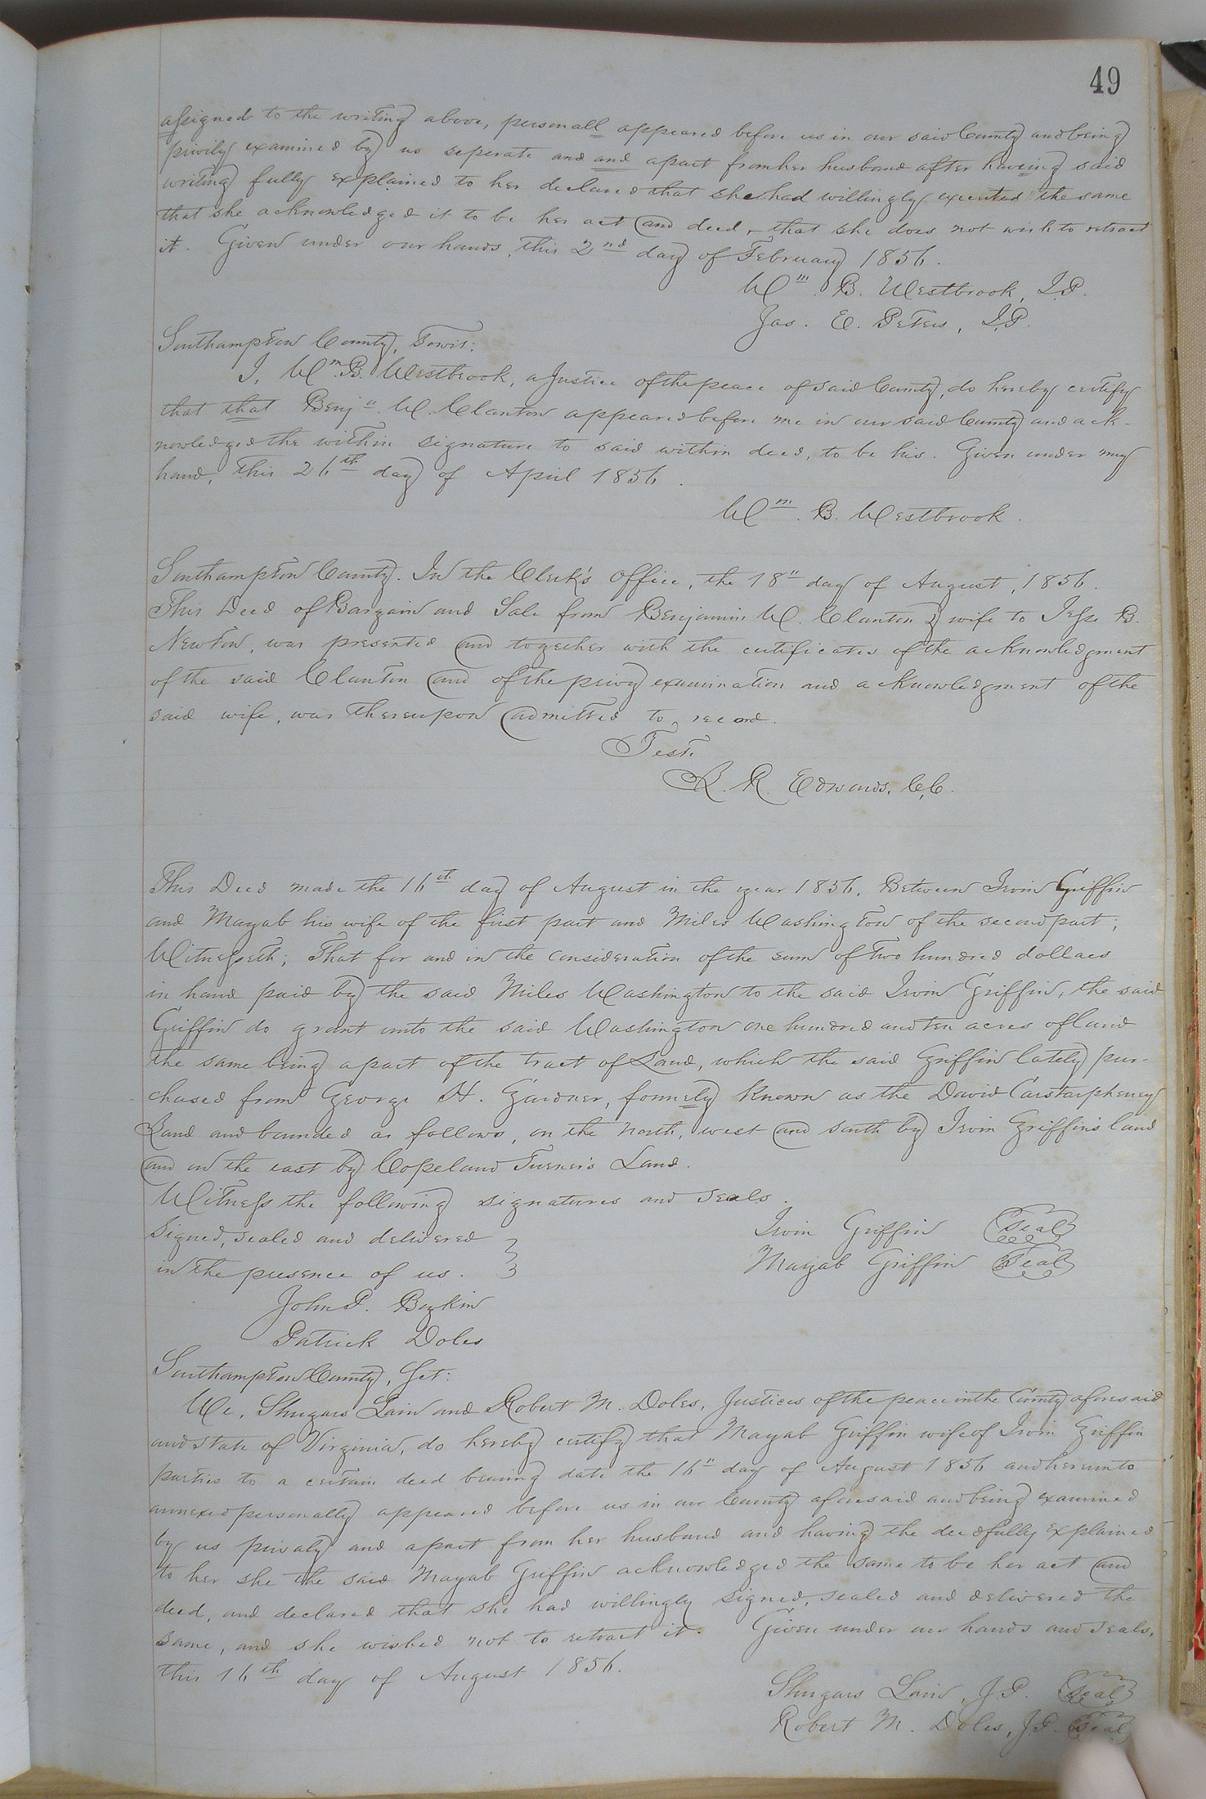 49
assigned to the writing above, personall appeared before us in our said County and being
privily examined by us seperate and and apart from her husband after having said
writing fully explained to her declared that she had willingly executed the same
that she acknowledged it to be her act and deed, that she does not wish to retract
it. Given under our hands, this 2nd day of February 1856.
Wm. B. Westbrook, J.P.
Jas. E. Peters, J.P.
Southampton County, Towit:
I, Wm. B. Westbrook, a Justice of the peace of said County, do hereby certify
that that Benjn. W. Clanton appeared before me in our said County and ack-
nowledged the within signature to said within deed, to be his. Given under my
hand, this 26th day of April 1856.
Wm. B. Westbrook.
Southampton County. In the Clerk's Office, the 18" day of August, 1856.
This Deed of Bargain and Sale from Benjamin W. Clanton & wife to Jesse B.
Newton, was presented and together with the certificates of the acknowledgment
of the said Clanton and of the privy examination and acknowledgment of the
said wife, was thereupon admitted to record.
Test.
L. R. Edwards, C.C.
This Deed made the 16th day of August in the year 1856, Between Irvin Griffin
and Mayab his wife of the first part and Miles Washington of the second part;
Witnesseth; That for and in the consideration of the sum of Two hundred dollars
in hand paid by the said Miles Washington to the said Irvin Griffin, the said
Griffin do grant unto the said Washington one hundred and ten acres of land
the same being a part of the tract of Land, which the said Griffin lately pur-
chased from George H. Gardner, formely known as the David Carstarpheney
Land and bounded as follows, on the north, west and south by Irvin Griffin's land
and on the east by Copeland Turner's Land.
Witness the following signatures and seals.
Signed, sealed and delivered
in the presence of us.
Irvin Griffin Seal
Mayab Griffin Seal
John P. Boykin
Patrick Doles
Southampton County, Sct:
We, Shugars Lain and Robert M. Doles, Justices of the peace in the County aforesaid
and state of Virginia, do hereby certify that Mayab Griffin wife of Irvin Griffin
parties to a certain deed bearing date the 16" day of August 1856 and hereunto
annexed personally appeared before us in our County aforesaid and being examined
by us privaly and apart from her husband and having the deed fully explained
to her she the said Mayab Griffin acknowledged the same to be her act and
deed, and declared that she had willingly signed, sealed and delivered the
same, and she wished not to retract it. Given under our hands and seals,
this 16th day of August 1856.
Shugars Lain, J.P. Seal
Robert M. Doles, J.P. Seal